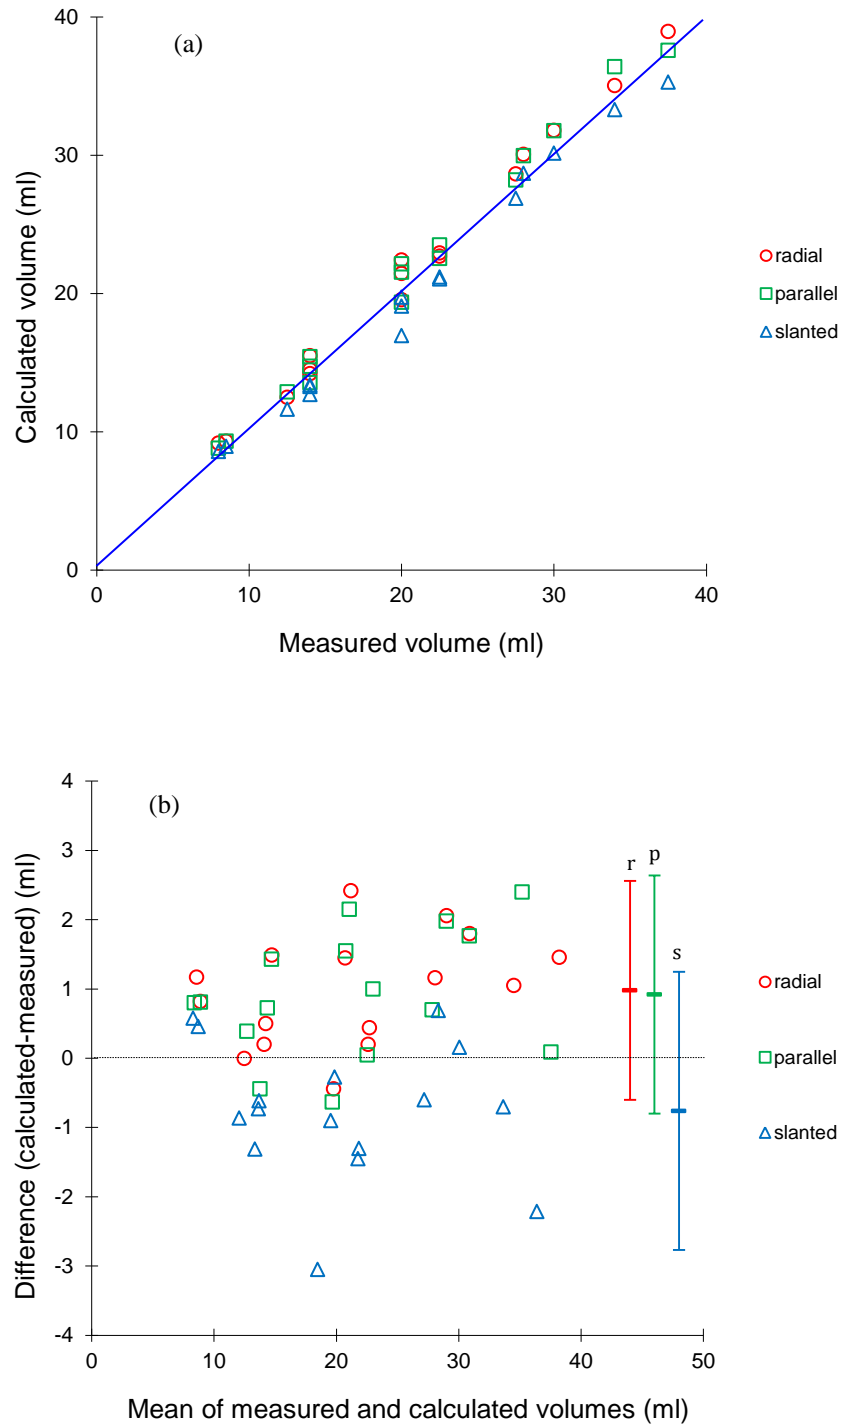 (a)
40
30
20
10
0
0 10 20 30 40
Calculated volume (ml)
Measured volume (ml)
radial
parallel
slanted
(b)
4
3
2
1
0
-1
-2
-3
-4
0 10 20 30 40 50
Difference (calculated-measured) (ml)
Mean of measured and calculated volumes (ml)
r
p
s
radial
parallel
slanted